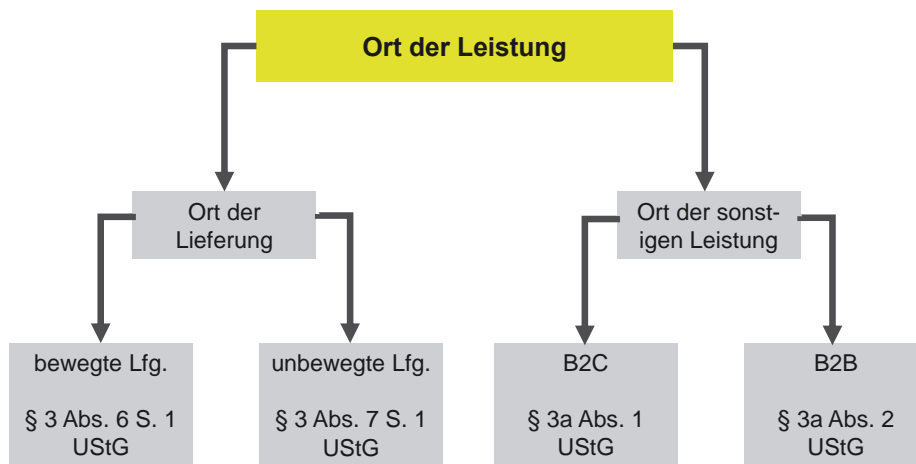 Ort der Leistung
Ort der
Lieferung
Ort der sonst-
igen Leistung
bewegte Lfg.
§ 3 Abs. 6 S. 1
UStG
unbewegte Lfg.
§ 3 Abs. 7 S. 1
UStG
B2C
§ 3a Abs. 1
UStG
B2B
§ 3a Abs. 2
UStG